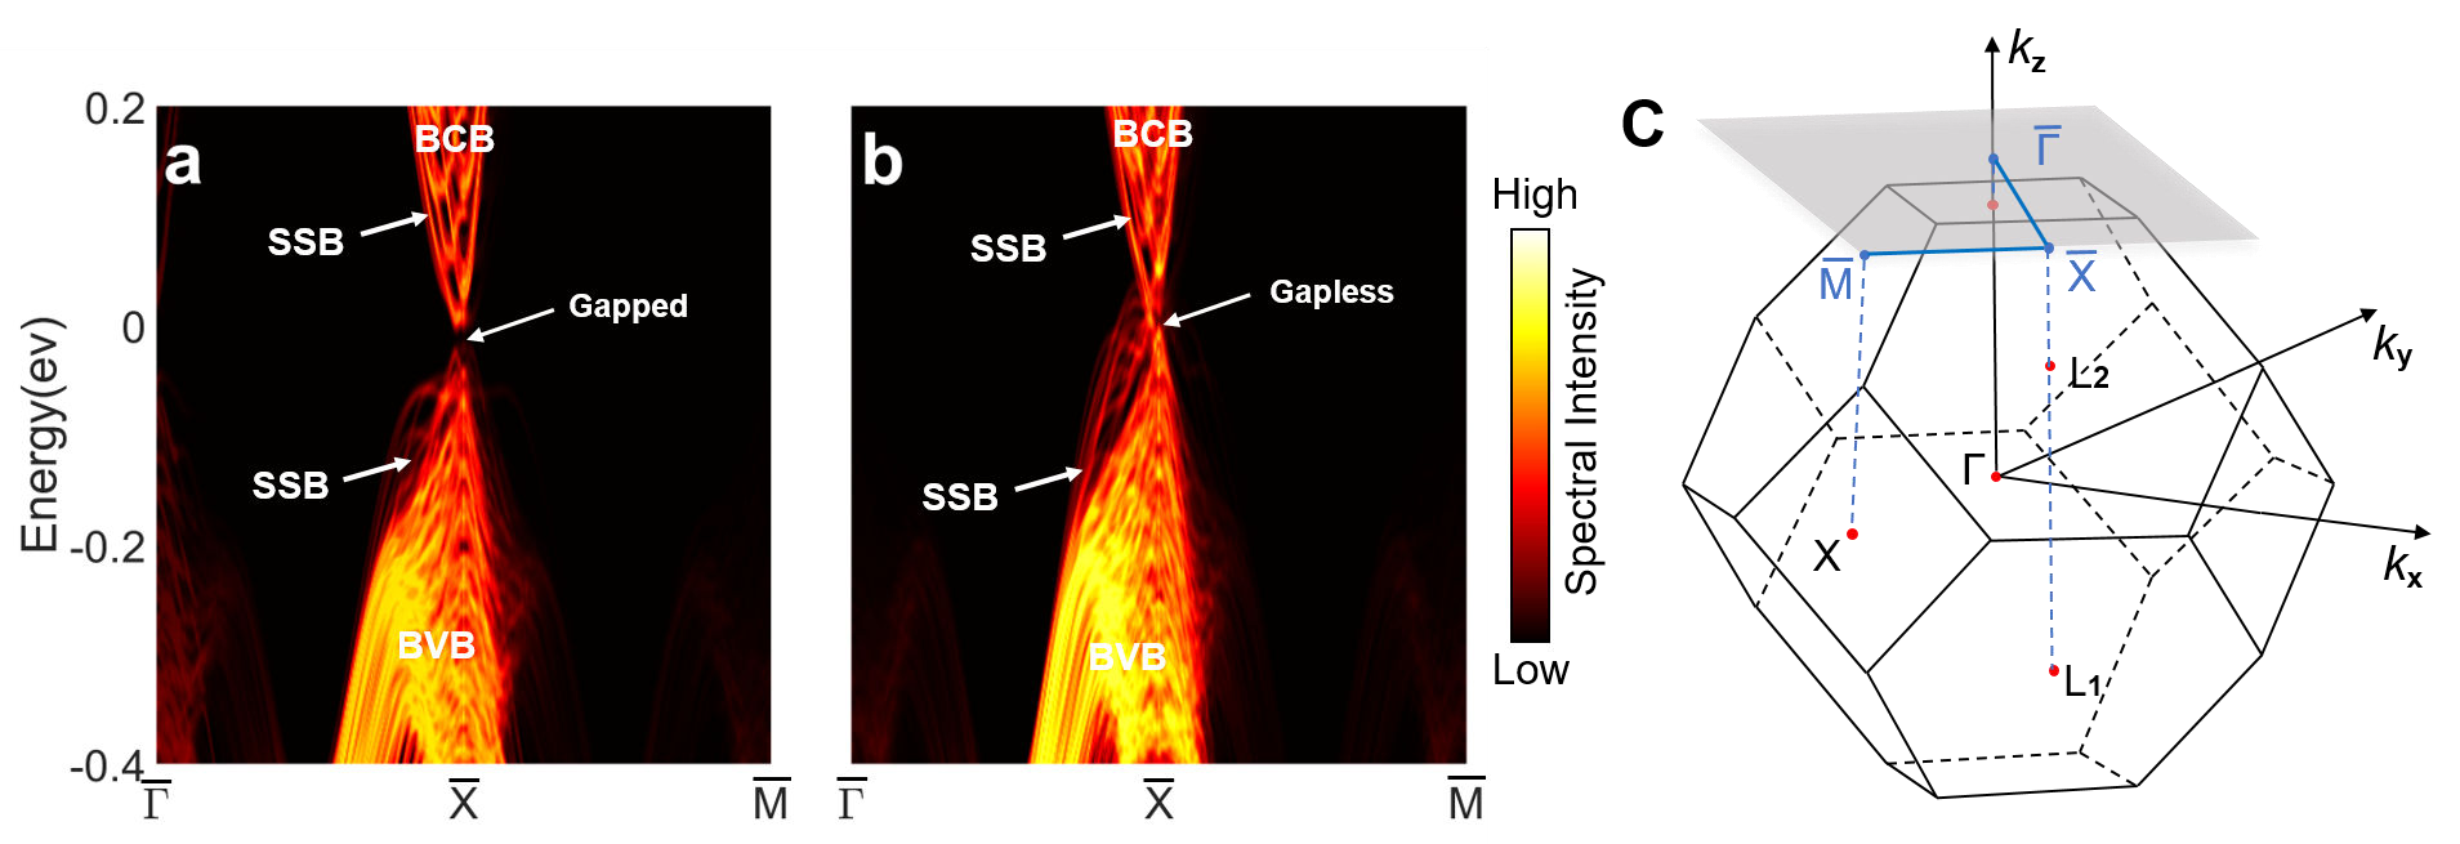 a
BCB
SSB
Gapped
SSB
BVB
Energy(ev)
0.2
0
-0.2
-0.4
Γ̅
X̅
M̅
b
BCB
SSB
Gapless
SSB
BVB
Γ̅
X̅
M̅
High
Spectral Intensity
Low
C
kz
Γ̅
M̅
X̅
ky
L2
Γ
X
kx
L1